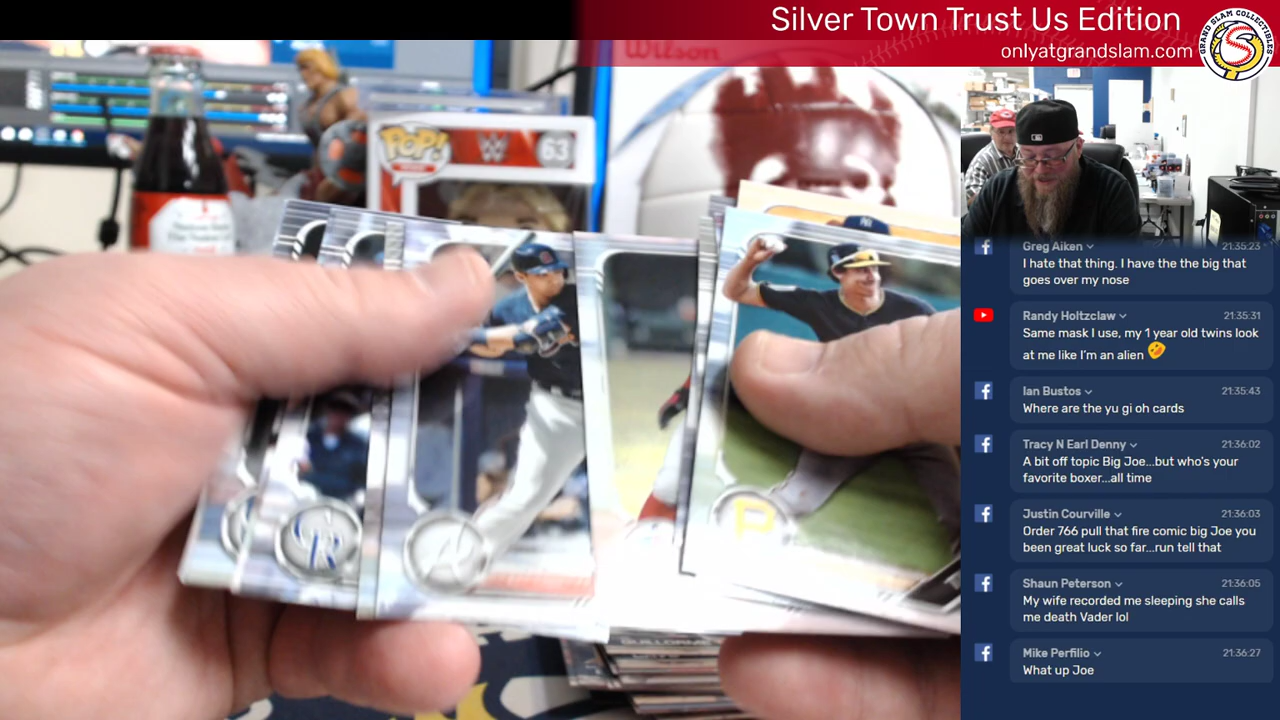 Silver Town Trust Us Edition
onlyatgrandslam.com
GRAND SLAM COLLECTIBLES
Wilson
POP!
W
63
P
A
Greg Aiken
21:35:23
I hate that thing. I have the the big that
goes over my nose
Randy Holtzclaw
21:35:31
Same mask I use, my 1 year old twins look
at me like I'm an alien 🤪
Ian Bustos
21:35:43
Where are the yu gi oh cards
Tracy N Earl Denny
21:36:02
A bit off topic Big Joe...but who's your
favorite boxer...all time
Justin Courville
21:36:03
Order 766 pull that fire comic big Joe you
been great luck so far...run tell that
Shaun Peterson
21:36:05
My wife recorded me sleeping she calls
me death Vader lol
Mike Perfilio
21:36:27
What up Joe